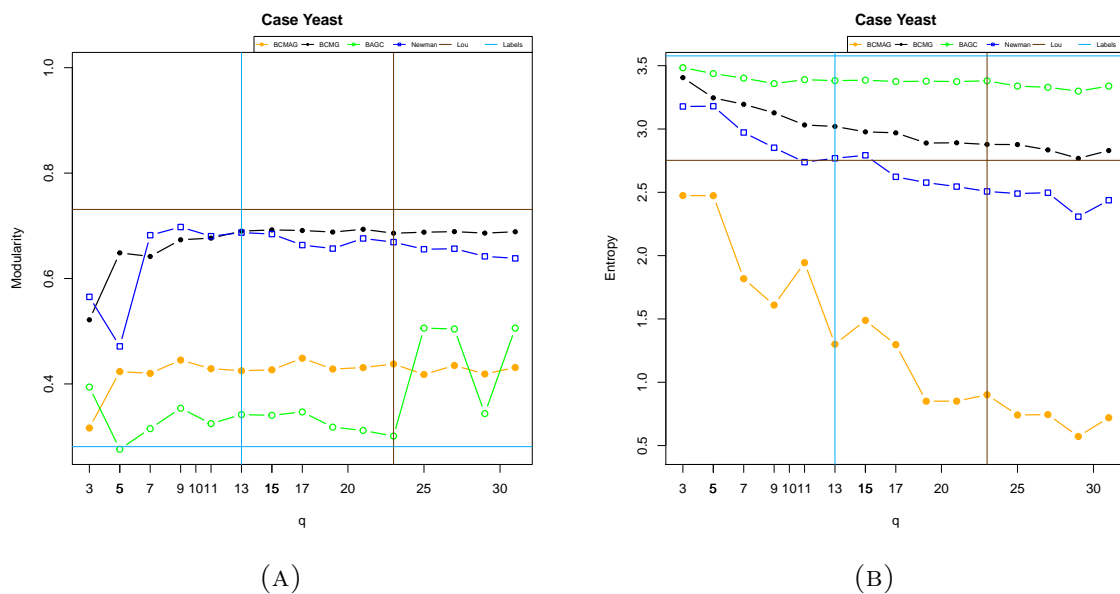 Case Yeast
BCMAG BCMG BAGC Newman Lou Labels
Modularity
1.0
0.8
0.6
0.4
3 5 7 9 10 11 13 15 17 20 25 30
q
(A)
Case Yeast
BCMAG BCMG BAGC Newman Lou Labels
Entropy
3.5
3.0
2.5
2.0
1.5
1.0
0.5
3 5 7 9 10 11 13 15 17 20 25 30
q
(B)